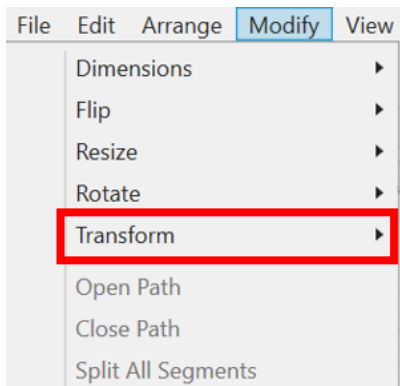 File Edit Arrange Modify View
Dimensions
Flip
Resize
Rotate
Transform
Open Path
Close Path
Split All Segments